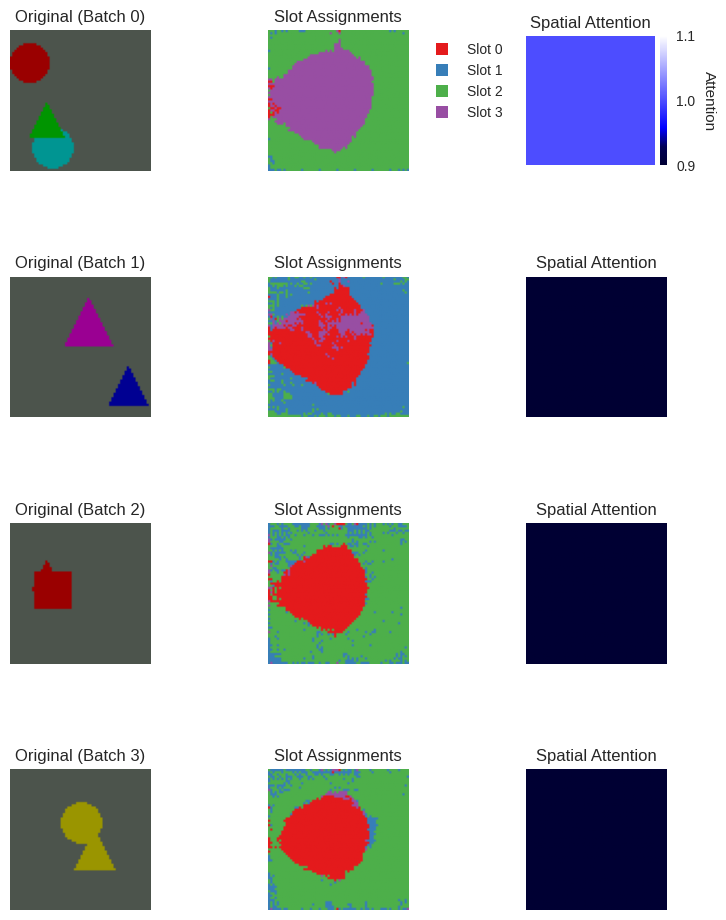 Original (Batch 0)
Slot Assignments
Spatial Attention
Slot 0
Slot 1
Slot 2
Slot 3
1.1
1.0
0.9
Attention
Original (Batch 1)
Slot Assignments
Spatial Attention
Original (Batch 2)
Slot Assignments
Spatial Attention
Original (Batch 3)
Slot Assignments
Spatial Attention